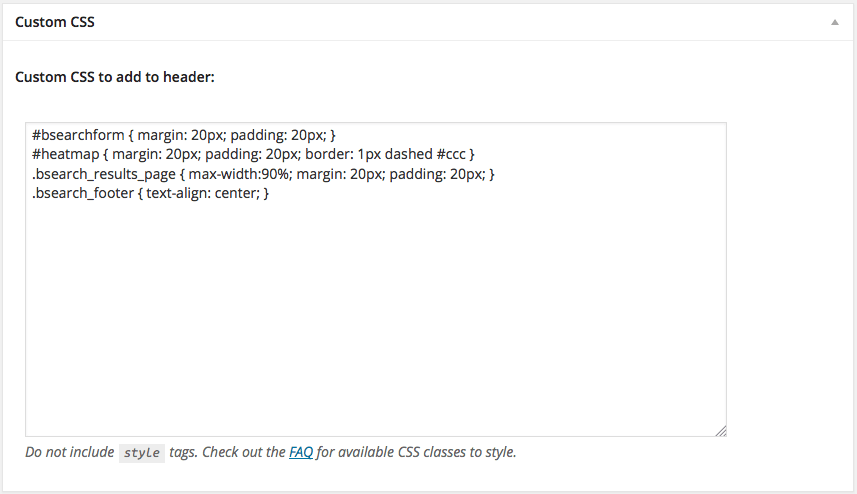 Custom CSS
Custom CSS to add to header:
#bsearchform { margin: 20px; padding: 20px; }
#heatmap { margin: 20px; padding: 20px; border: 1px dashed #ccc }
.bsearch_results_page { max-width:90%; margin: 20px; padding: 20px; }
.bsearch_footer { text-align: center; }
Do not include style tags. Check out the FAQ for available CSS classes to style.